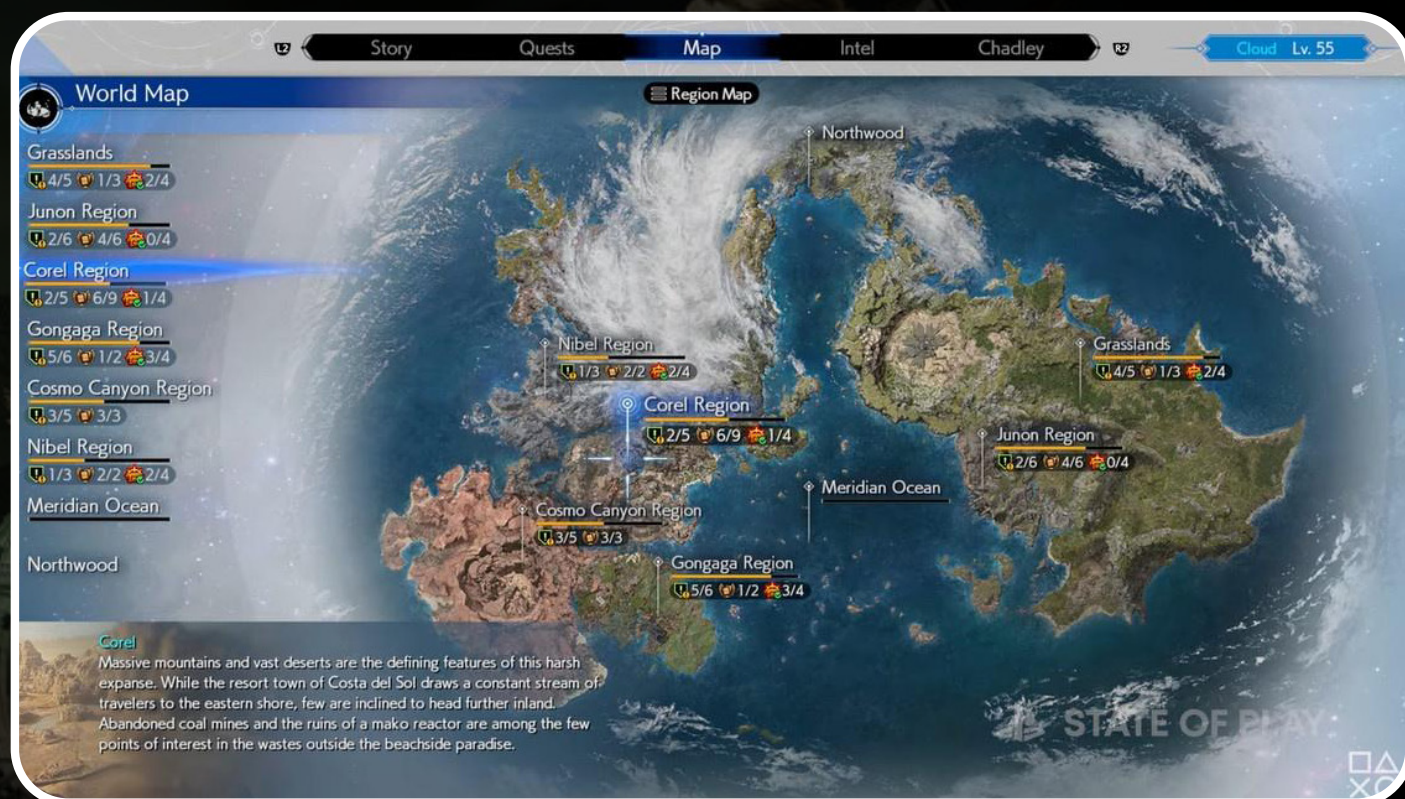 L2 Story Quests Map Intel Chadley R2 Cloud Lv. 55
World Map
Region Map
Grasslands
4/5 1/3 2/4
Junon Region
2/6 4/6 0/4
Corel Region
2/5 6/9 1/4
Gongaga Region
5/6 1/2 3/4
Cosmo Canyon Region
3/5 3/3
Nibel Region
1/3 2/2 2/4
Meridian Ocean
Northwood
Northwood
Nibel Region
1/3 2/2 2/4
Grasslands
4/5 1/3 2/4
Corel Region
2/5 6/9 1/4
Junon Region
2/6 4/6 0/4
Meridian Ocean
Cosmo Canyon Region
3/5 3/3
Gongaga Region
5/6 1/2 3/4
Corel
Massive mountains and vast deserts are the defining features of this harsh
expanse. While the resort town of Costa del Sol draws a constant stream of
travelers to the eastern shore, few are inclined to head further inland.
Abandoned coal mines and the ruins of a mako reactor are among the few
points of interest in the wastes outside the beachside paradise.
STATE OF PLAY